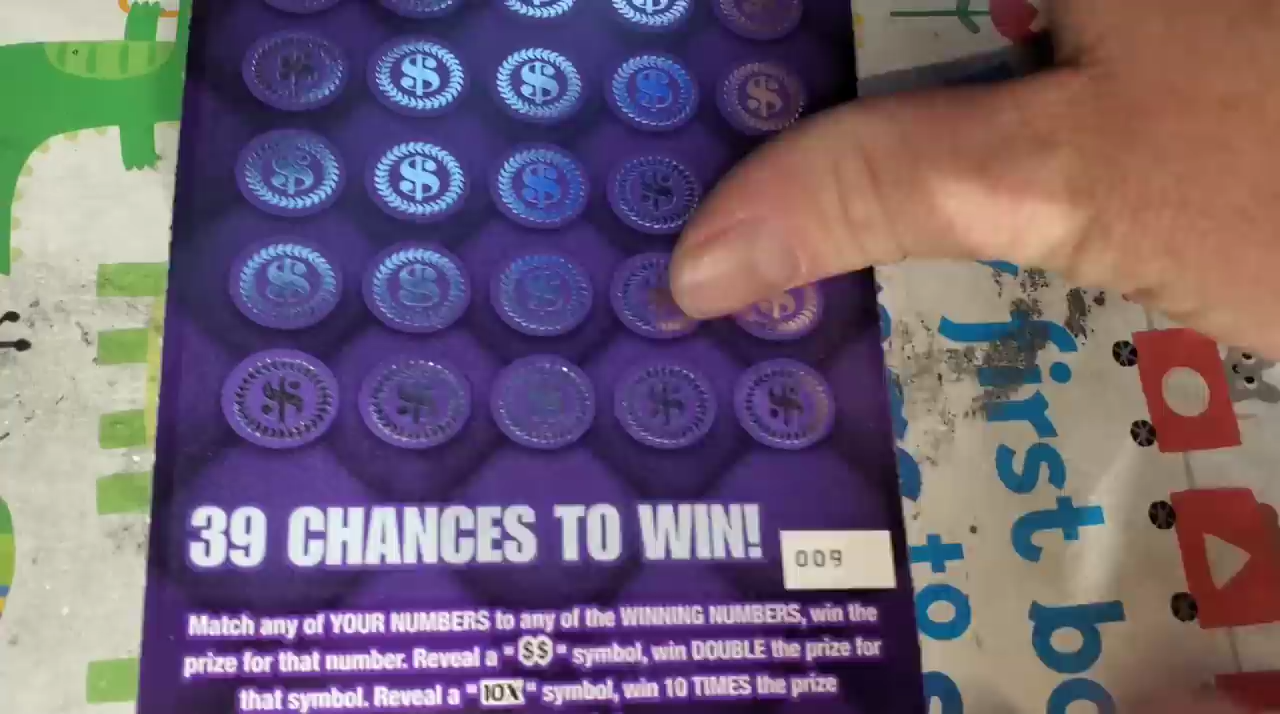 39 CHANCES TO WIN!
009
Match any of YOUR NUMBERS to any of the WINNING NUMBERS, win the
prize for that number. Reveal a "$$" symbol, win DOUBLE the prize for
that symbol. Reveal a "10X" symbol, win 10 TIMES the prize
first
to